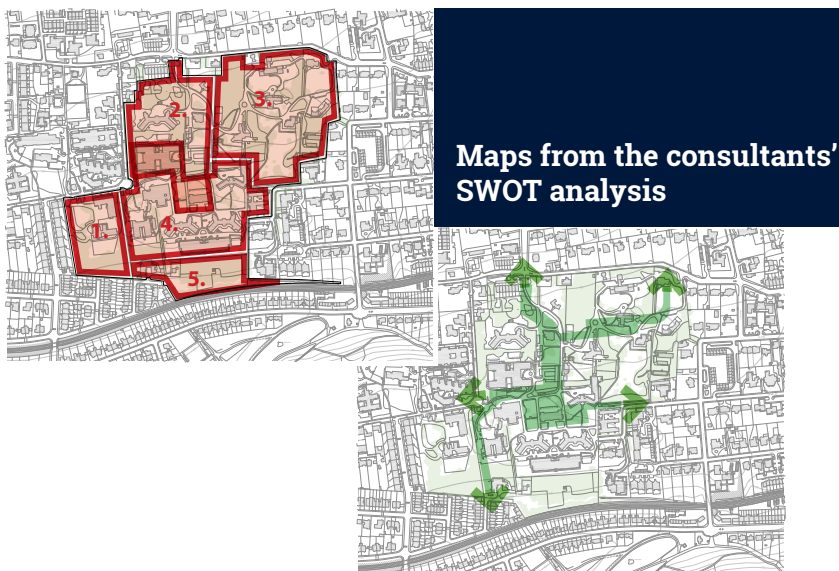 2.
3.
Maps from the consultants'
SWOT analysis
1.
4.
5.